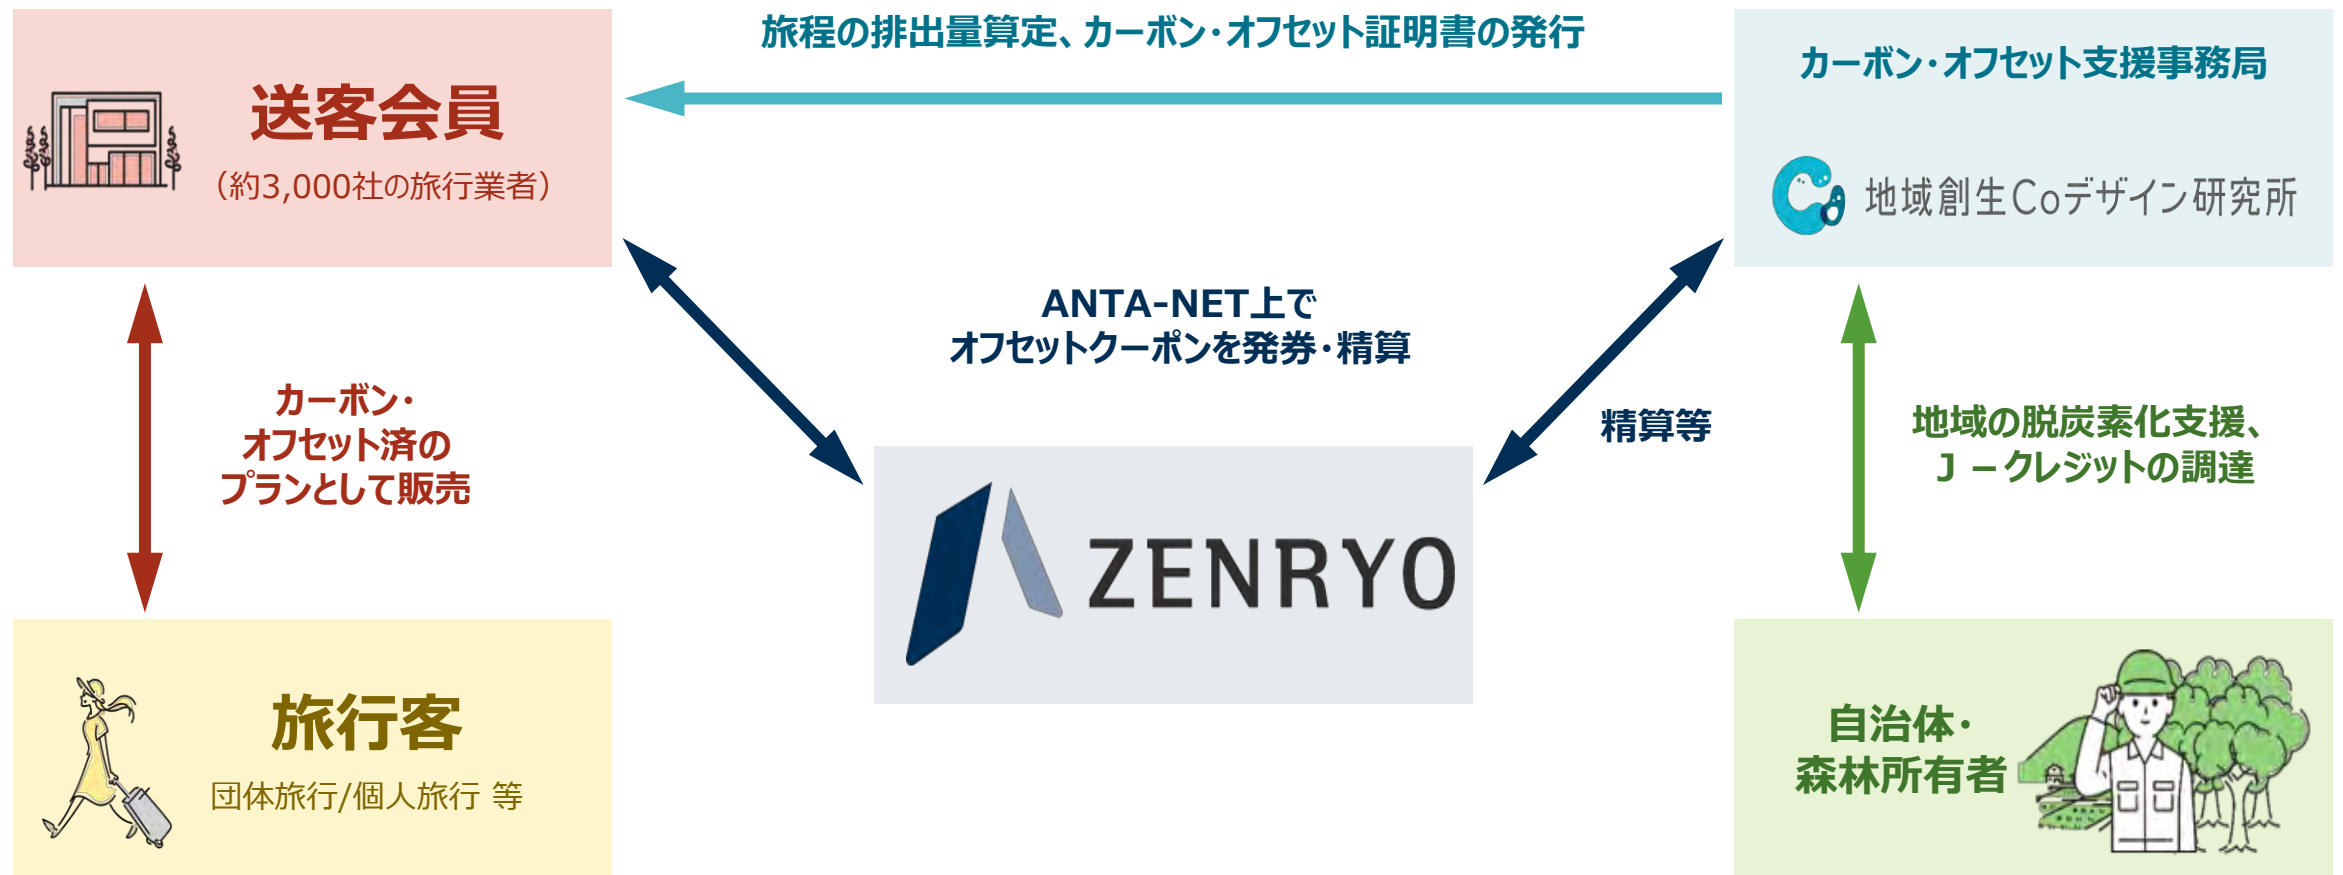 旅程の排出量算定、カーボン・オフセット証明書の発行
送客会員
（約3,000社の旅行業者）
カーボン・オフセット支援事務局
地域創生Coデザイン研究所
ANTA-NET上で
オフセットクーポンを発券・精算
精算等
カーボン・
オフセット済の
プランとして販売
地域の脱炭素化支援、
J－クレジットの調達
ZENRYO
旅行客
団体旅行/個人旅行 等
自治体・
森林所有者